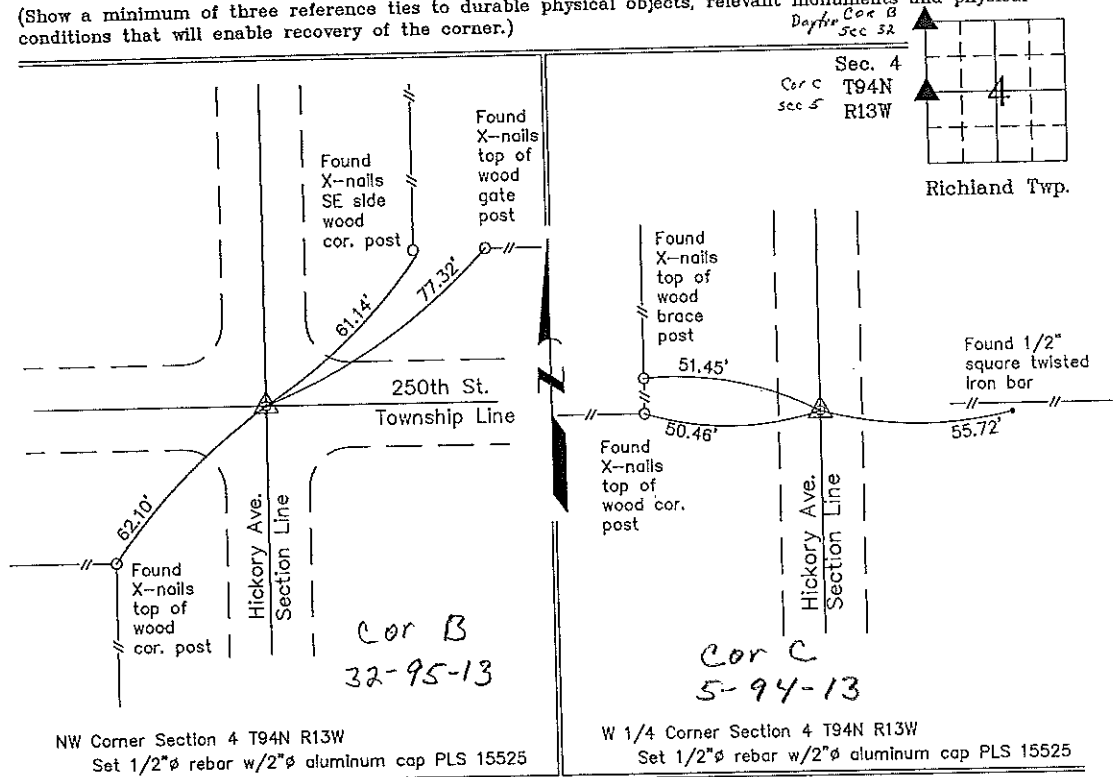 (Show a minimum of three reference ties to durable physical objects, relevant monuments and physical
conditions that will enable recovery of the corner.)
Dayton Cor B
Sec 32
Sec. 4
T94N
R13W
Cor C
sec 5
4
Richland Twp.
Found
X-nails
SE side
wood
cor. post
Found
X-nails
top of
wood
gate
post
61.14'
77.32'
250th St.
Township Line
62.10'
Found
X-nails
top of
wood
cor. post
Hickory Ave.
Section Line
Cor B
32-95-13
NW Corner Section 4 T94N R13W
Set 1/2"ø rebar w/2"ø aluminum cap PLS 15525
Found
X-nails
top of
wood
brace
post
51.45'
50.46'
Found 1/2"
square twisted
iron bar
55.72'
Found
X-nails
top of
wood cor.
post
Hickory Ave.
Section Line
Cor C
5-94-13
W 1/4 Corner Section 4 T94N R13W
Set 1/2"ø rebar w/2"ø aluminum cap PLS 15525